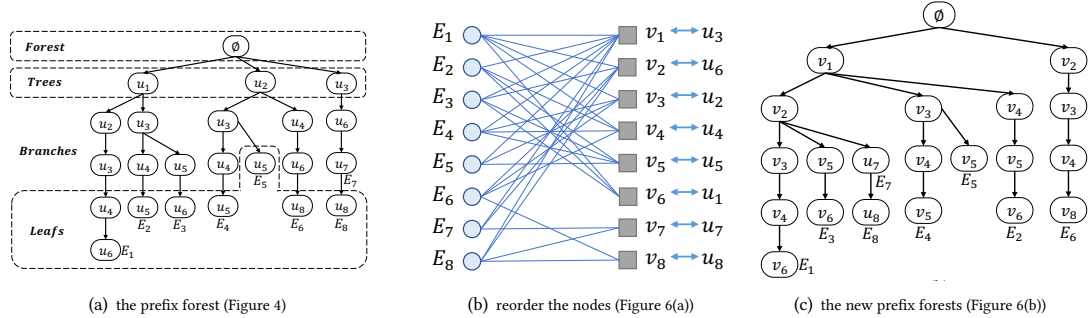 Forest ∅
Trees u₁ u₂ u₃
u₂ u₃ u₃ u₄ u₆
Branches
u₃ u₄ u₅ u₄ u₅ u₆ u₇
E₅ E₇
Leafs u₄ u₅ u₆ u₅ u₈ u₈
E₂ E₃ E₄ E₆ E₈
u₆ E₁
(a) the prefix forest (Figure 4)
E₁ v₁ ↔ u₃
E₂ v₂ ↔ u₆
E₃ v₃ ↔ u₂
E₄ v₄ ↔ u₄
E₅ v₅ ↔ u₅
E₆ v₆ ↔ u₁
E₇ v₇ ↔ u₇
E₈ v₈ ↔ u₈
(b) reorder the nodes (Figure 6(a))
∅
v₁ v₂
v₂ v₃ v₄ v₃
v₃ v₅ u₇ v₄ v₅ v₅ v₄
E₇ E₅
v₄ v₆ u₈ v₅ v₆ v₈
E₃ E₈ E₄ E₂ E₆
v₆ E₁
(c) the new prefix forests (Figure 6(b))